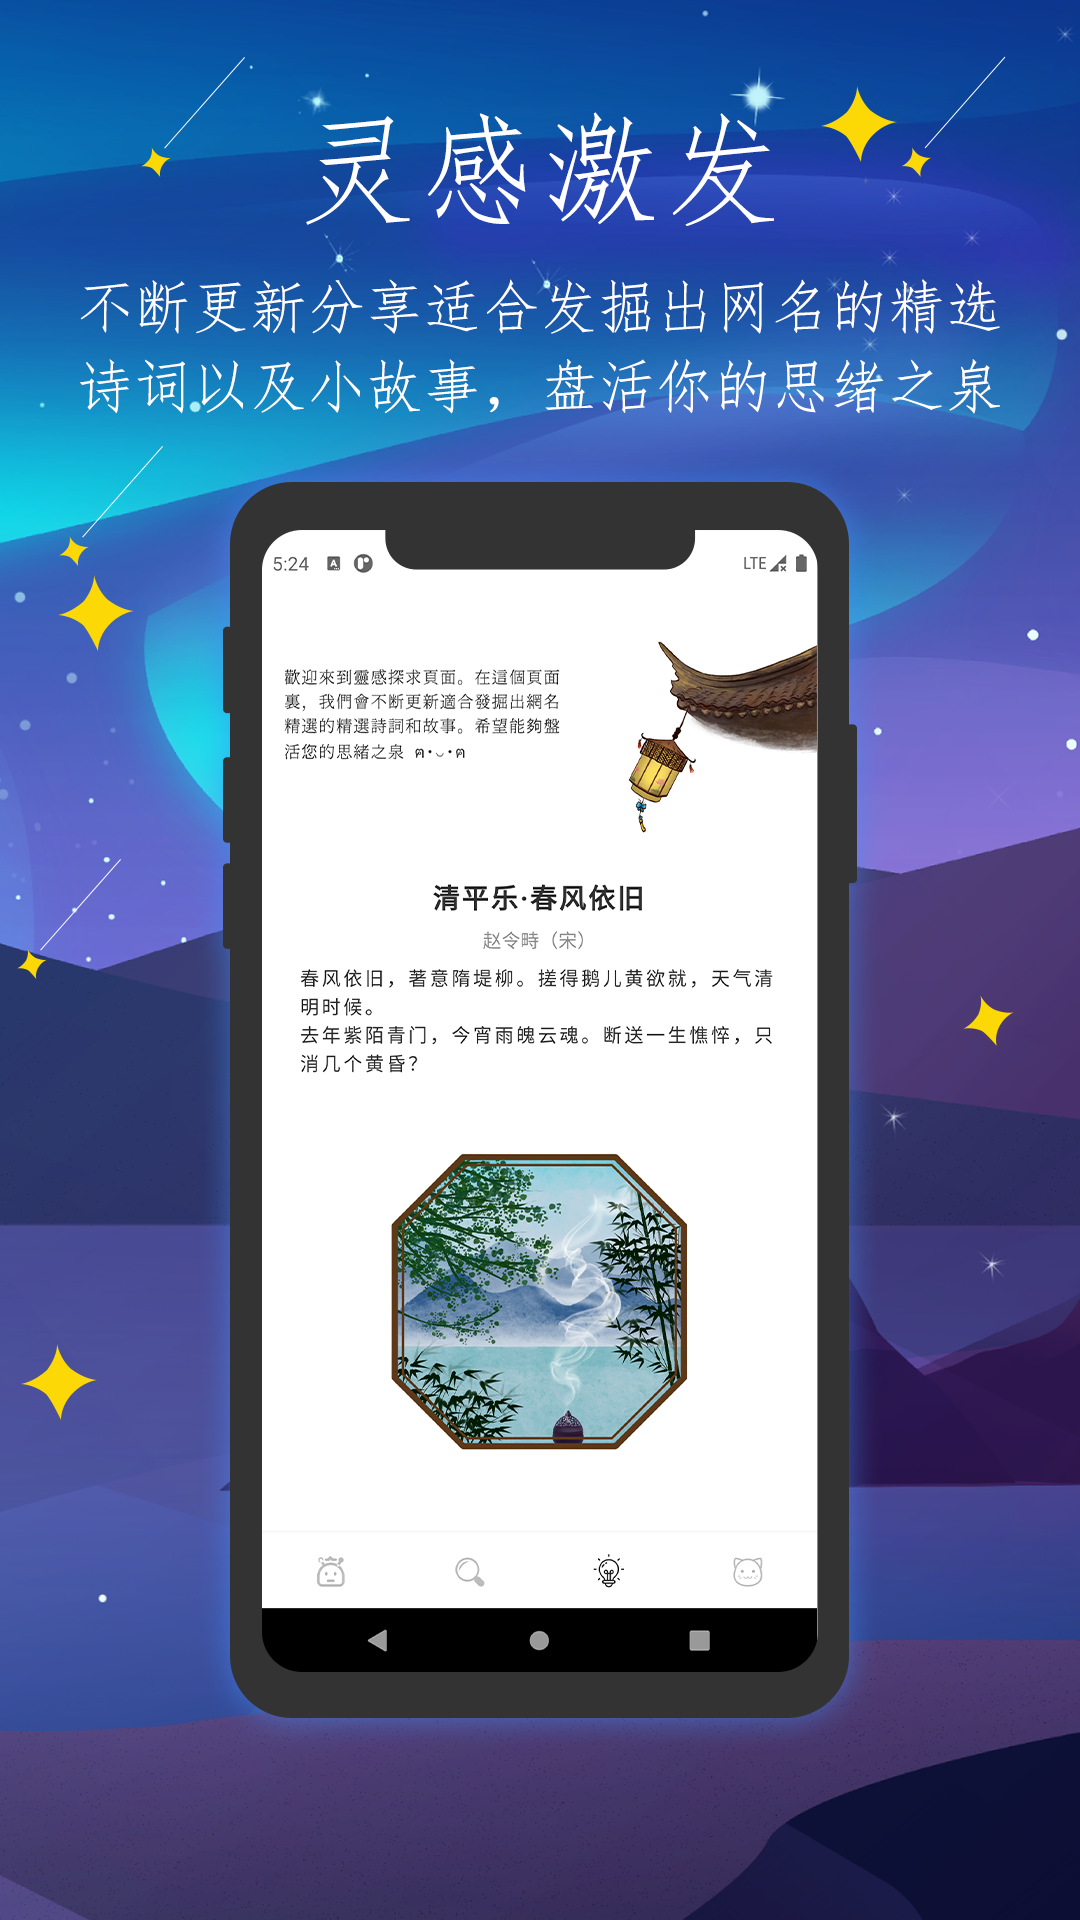 灵感激发
不断更新分享适合发掘出网名的精选
诗词以及小故事，盘活你的思绪之泉
5:24
LTE
歡迎來到靈感探求頁面。在這個頁面
裏，我們會不断更新適合發掘出網名
精選的精選詩詞和故事。希望能夠盤
活您的思緒之泉 ฅ•◡•ฅ
清平乐·春风依旧
赵令畤（宋）
春风依旧，著意隋堤柳。搓得鹅儿黄欲就，天气清
明时候。
去年紫陌青门，今宵雨魄云魂。断送一生憔悴，只
消几个黄昏？